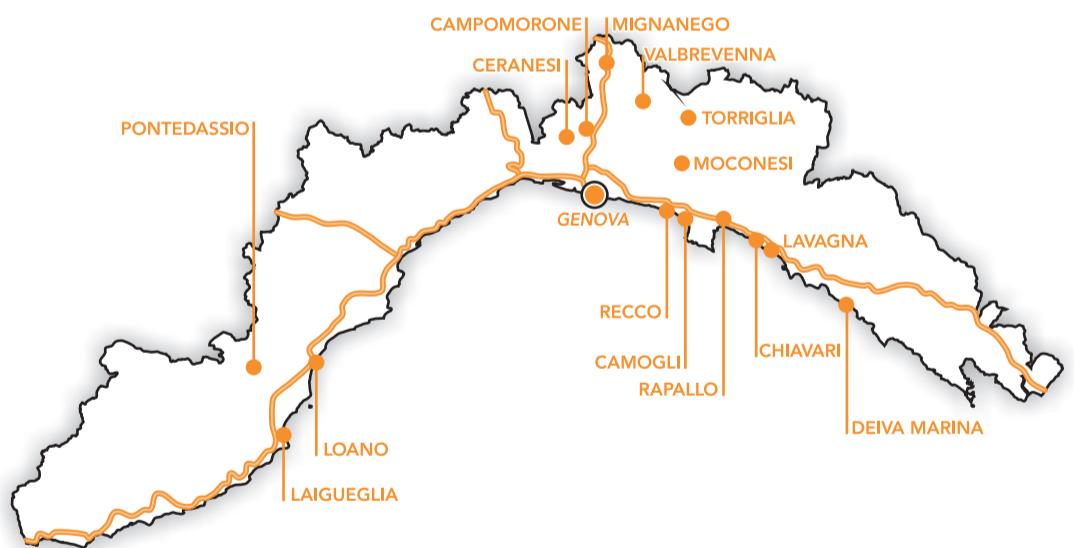 CAMPOMORONE
MIGNANEGO
CERANESI
VALBREVENNA
PONTEDASSIO
TORRIGLIA
MOCONESI
GENOVA
LAVAGNA
RECCO
CHIAVARI
CAMOGLI
RAPALLO
DEIVA MARINA
LOANO
LAIGUEGLIA